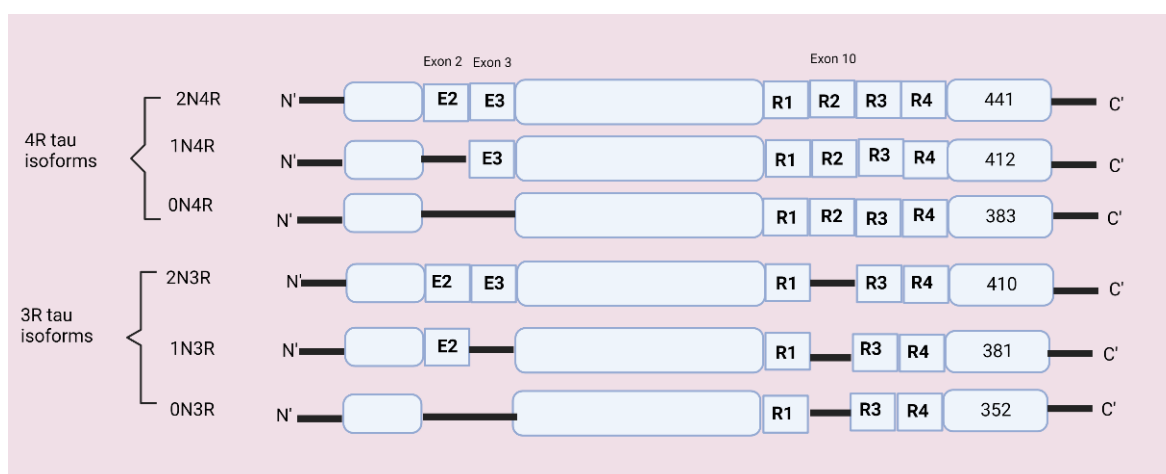 Exon 2 Exon 3 Exon 10
2N4R N' E2 E3 R1 R2 R3 R4 441 C'
4R tau
isoforms
1N4R N' E3 R1 R2 R3 R4 412 C'
0N4R N' R1 R2 R3 R4 383 C'
2N3R N' E2 E3 R1 R3 R4 410 C'
3R tau
isoforms
1N3R N' E2 R1 R3 R4 381 C'
0N3R N' R1 R3 R4 352 C'